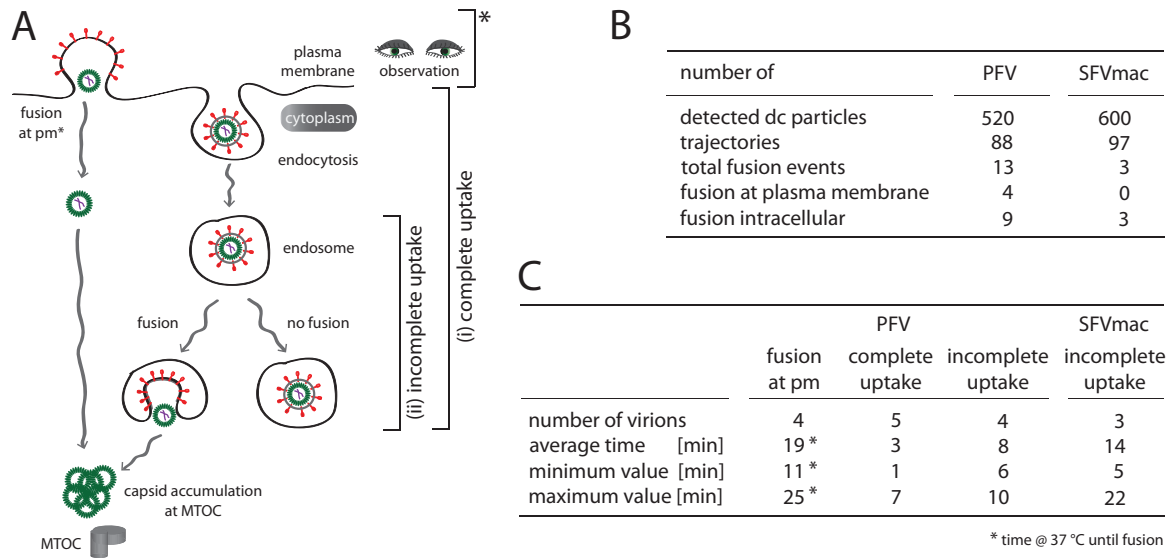 A
*
plasma
membrane
observation
fusion
at pm*
cytoplasm
endocytosis
endosome
fusion
no fusion
(ii) incomplete uptake
(i) complete uptake
capsid accumulation
at MTOC
MTOC
B
number of PFV SFVmac
detected dc particles 520 600
trajectories 88 97
total fusion events 13 3
fusion at plasma membrane 4 0
fusion intracellular 9 3
C
PFV SFVmac
fusion complete incomplete incomplete
at pm uptake uptake uptake
number of virions 4 5 4 3
average time [min] 19 * 3 8 14
minimum value [min] 11 * 1 6 5
maximum value [min] 25 * 7 10 22
* time @ 37 °C until fusion